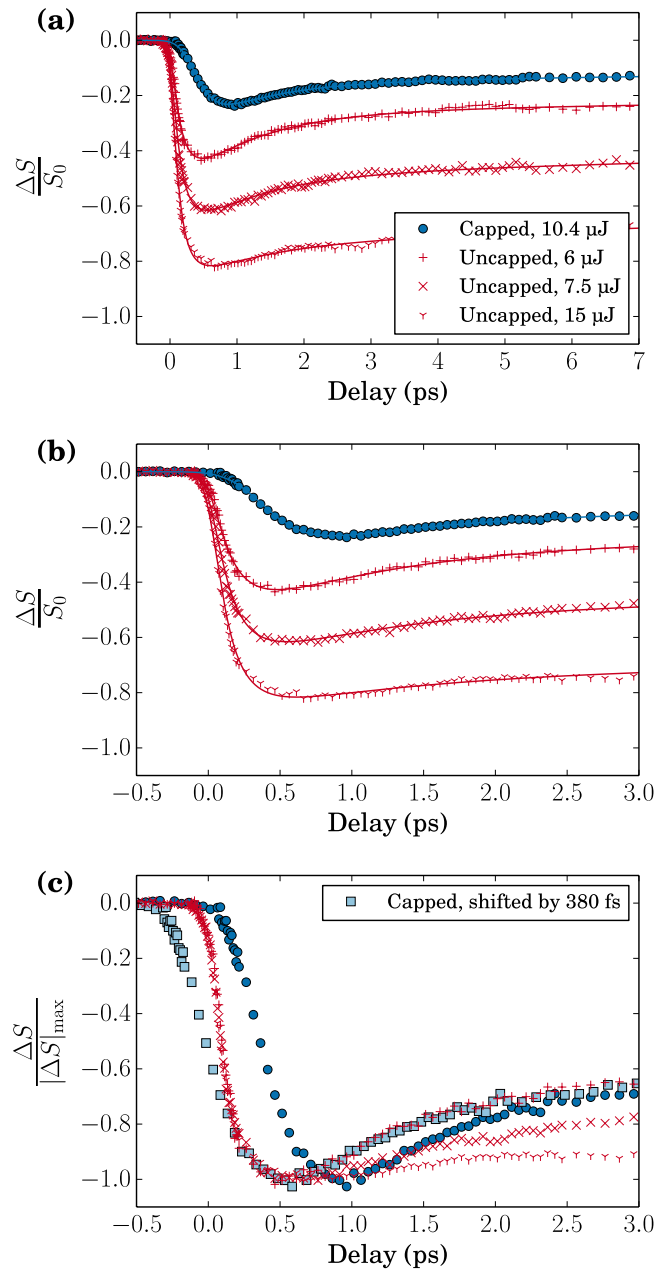 (a)
0.0
−0.2
−0.4
−0.6
−0.8
−1.0
ΔS
S0
Capped, 10.4 µJ
Uncapped, 6 µJ
Uncapped, 7.5 µJ
Uncapped, 15 µJ
0 1 2 3 4 5 6 7
Delay (ps)
(b)
0.0
−0.2
−0.4
−0.6
−0.8
−1.0
ΔS
S0
−0.5 0.0 0.5 1.0 1.5 2.0 2.5 3.0
Delay (ps)
(c)
Capped, shifted by 380 fs
0.0
−0.2
−0.4
−0.6
−0.8
−1.0
ΔS
|ΔS|max
−0.5 0.0 0.5 1.0 1.5 2.0 2.5 3.0
Delay (ps)